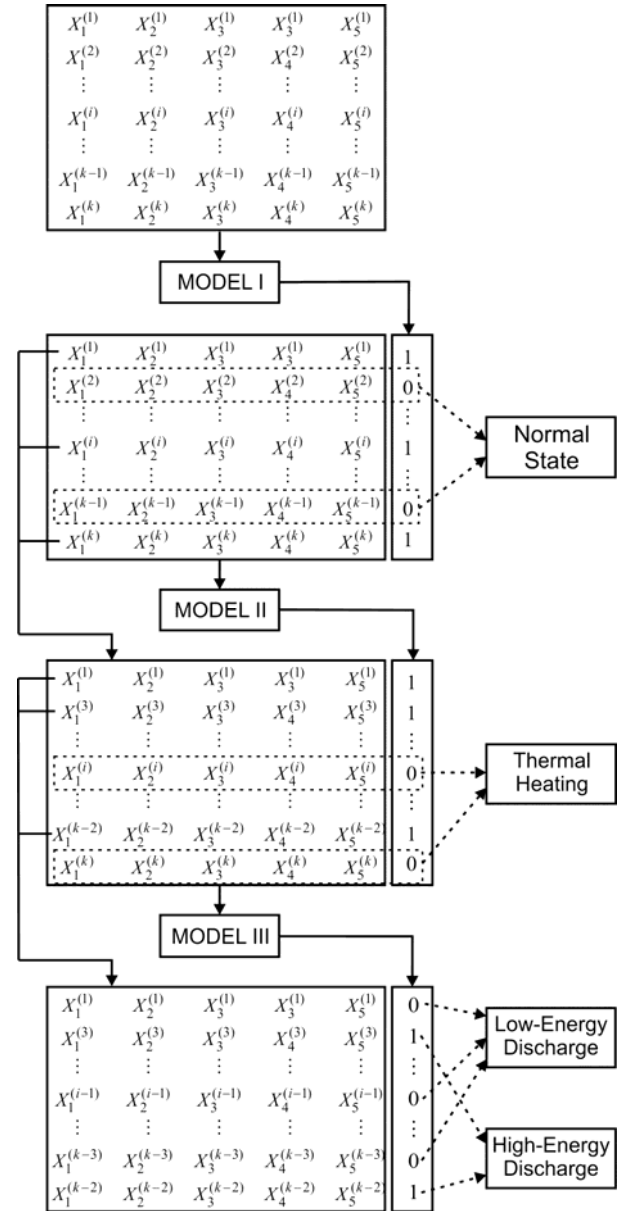 X_1^{(1)} X_2^{(1)} X_3^{(1)} X_3^{(1)} X_5^{(1)}
X_1^{(2)} X_2^{(2)} X_3^{(2)} X_4^{(2)} X_5^{(2)}
⋮ ⋮ ⋮ ⋮ ⋮
X_1^{(i)} X_2^{(i)} X_3^{(i)} X_4^{(i)} X_5^{(i)}
⋮ ⋮ ⋮ ⋮ ⋮
X_1^{(k-1)} X_2^{(k-1)} X_3^{(k-1)} X_4^{(k-1)} X_5^{(k-1)}
X_1^{(k)} X_2^{(k)} X_3^{(k)} X_4^{(k)} X_5^{(k)}
MODEL I
X_1^{(1)} X_2^{(1)} X_3^{(1)} X_3^{(1)} X_5^{(1)} 1
X_1^{(2)} X_2^{(2)} X_3^{(2)} X_4^{(2)} X_5^{(2)} 0
⋮ ⋮ ⋮ ⋮ ⋮ ⋮
X_1^{(i)} X_2^{(i)} X_3^{(i)} X_4^{(i)} X_5^{(i)} 1
⋮ ⋮ ⋮ ⋮ ⋮ ⋮
X_1^{(k-1)} X_2^{(k-1)} X_3^{(k-1)} X_4^{(k-1)} X_5^{(k-1)} 0
X_1^{(k)} X_2^{(k)} X_3^{(k)} X_4^{(k)} X_5^{(k)} 1
Normal
State
MODEL II
X_1^{(1)} X_2^{(1)} X_3^{(1)} X_3^{(1)} X_5^{(1)} 1
X_1^{(3)} X_2^{(3)} X_3^{(3)} X_4^{(3)} X_5^{(3)} 1
⋮ ⋮ ⋮ ⋮ ⋮ ⋮
X_1^{(i)} X_2^{(i)} X_3^{(i)} X_4^{(i)} X_5^{(i)} 0
⋮ ⋮ ⋮ ⋮ ⋮ ⋮
X_1^{(k-2)} X_2^{(k-2)} X_3^{(k-2)} X_4^{(k-2)} X_5^{(k-2)} 1
X_1^{(k)} X_2^{(k)} X_3^{(k)} X_4^{(k)} X_5^{(k)} 0
Thermal
Heating
MODEL III
X_1^{(1)} X_2^{(1)} X_3^{(1)} X_3^{(1)} X_5^{(1)} 0
X_1^{(3)} X_2^{(3)} X_3^{(3)} X_4^{(3)} X_5^{(3)} 1
⋮ ⋮ ⋮ ⋮ ⋮ ⋮
X_1^{(i-1)} X_2^{(i-1)} X_3^{(i-1)} X_4^{(i-1)} X_5^{(i-1)} 0
⋮ ⋮ ⋮ ⋮ ⋮ ⋮
X_1^{(k-3)} X_2^{(k-3)} X_3^{(k-3)} X_4^{(k-3)} X_5^{(k-3)} 0
X_1^{(k-2)} X_2^{(k-2)} X_3^{(k-2)} X_4^{(k-2)} X_5^{(k-2)} 1
Low-Energy
Discharge
High-Energy
Discharge